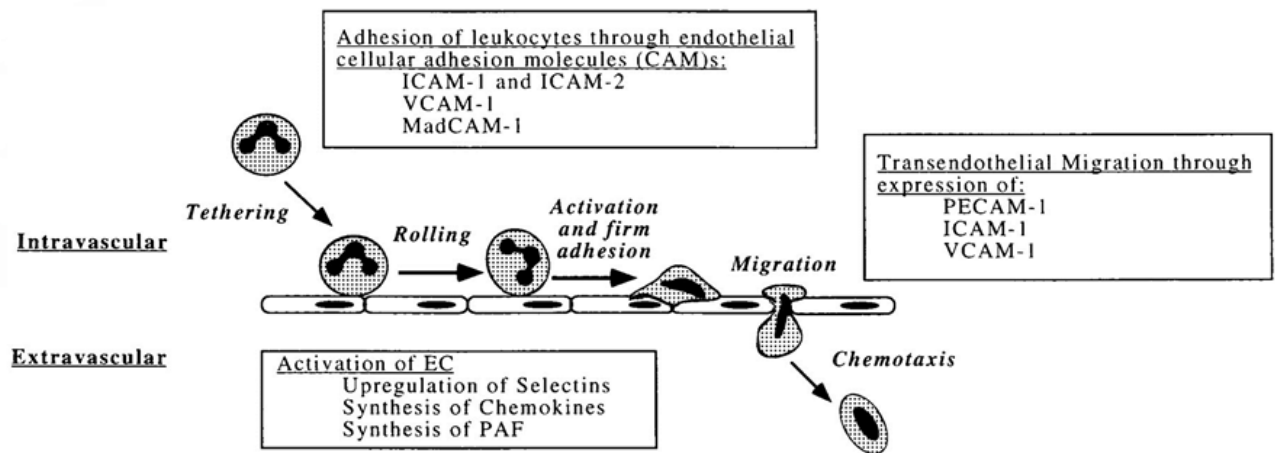 Adhesion of leukocytes through endothelial
cellular adhesion molecules (CAM)s:
ICAM-1 and ICAM-2
VCAM-1
MadCAM-1
Transendothelial Migration through
expression of:
PECAM-1
ICAM-1
VCAM-1
Tethering
Rolling
Activation
and firm
adhesion
Migration
Intravascular
Extravascular
Activation of EC
Upregulation of Selectins
Synthesis of Chemokines
Synthesis of PAF
Chemotaxis